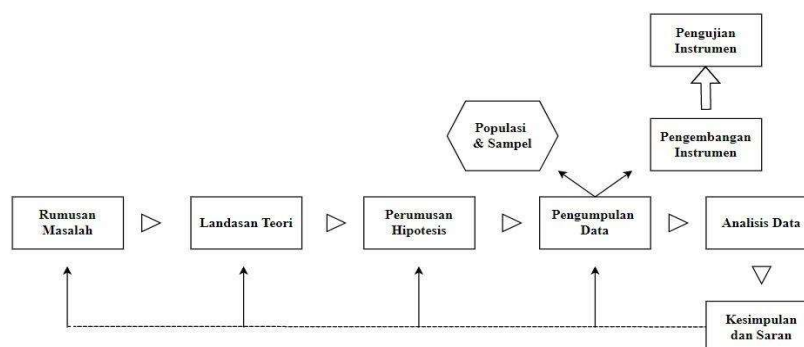 Pengujian
Instrumen
Populasi
& Sampel
Pengembangan
Instrumen
Rumusan
Masalah
Landasan Teori
Perumusan
Hipotesis
Pengumpulan
Data
Analisis Data
Kesimpulan
dan Saran